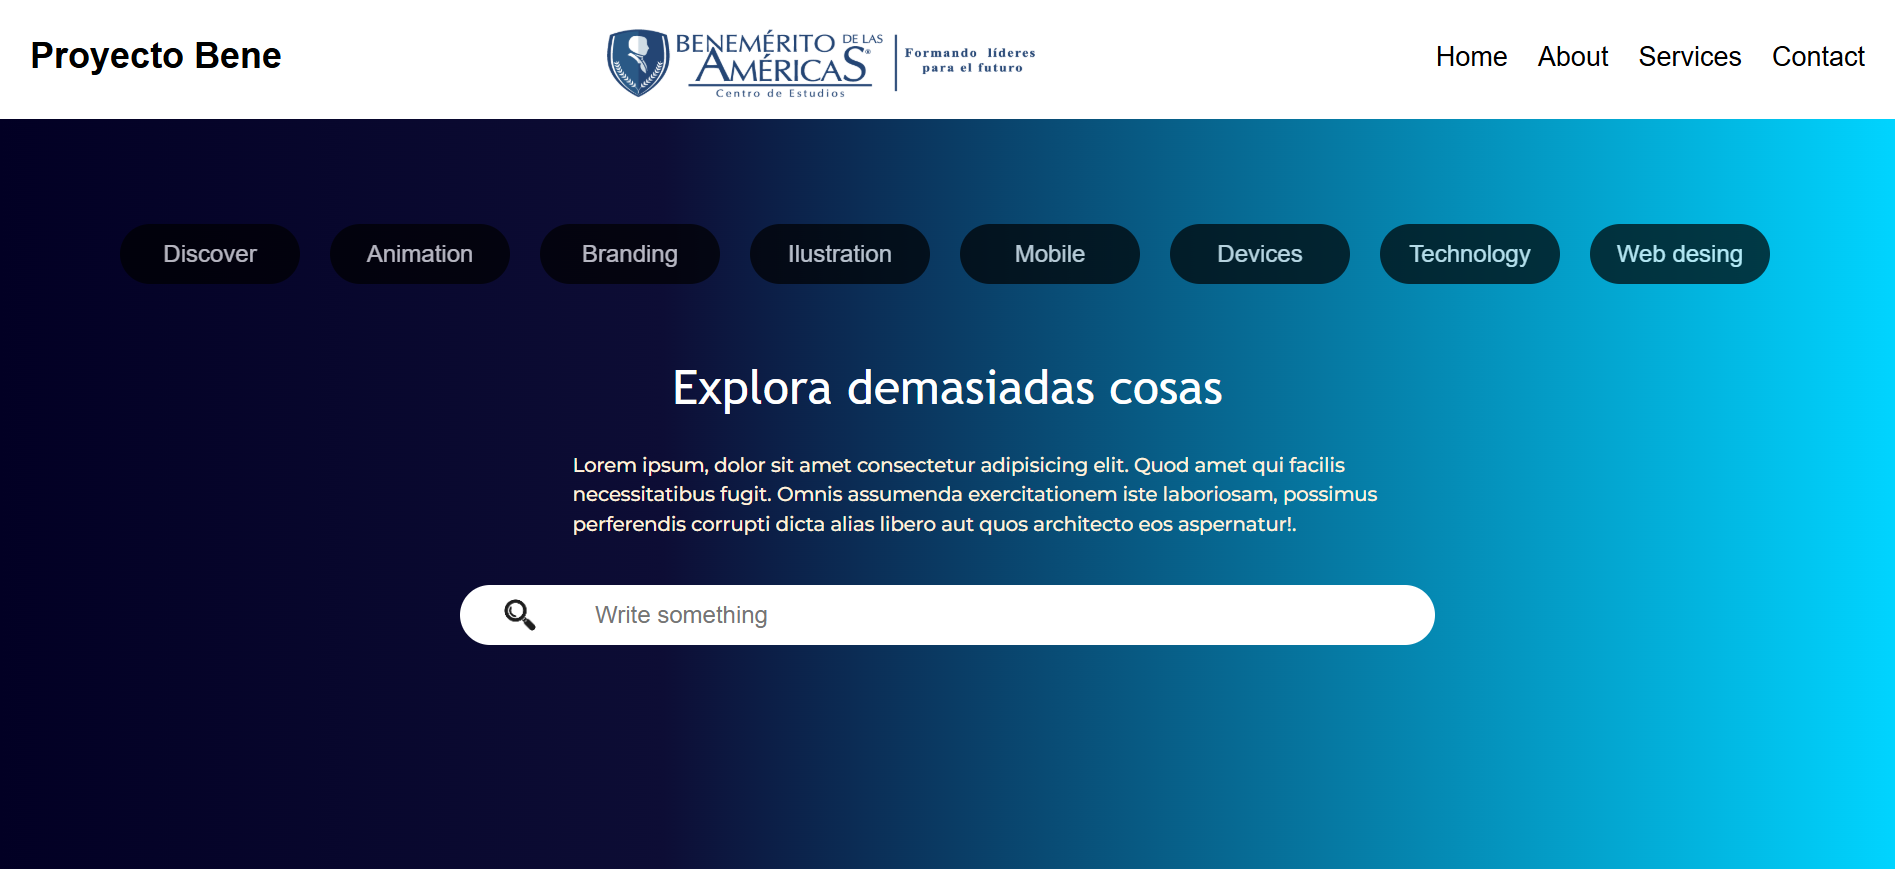 Proyecto Bene
BENEMÉRITO DE LAS
AMÉRICAS®
Centro de Estudios
Formando líderes
para el futuro
Home About Services Contact
Discover Animation Branding Ilustration Mobile Devices Technology Web desing
Explora demasiadas cosas
Lorem ipsum, dolor sit amet consectetur adipisicing elit. Quod amet qui facilis
necessitatibus fugit. Omnis assumenda exercitationem iste laboriosam, possimus
perferendis corrupti dicta alias libero aut quos architecto eos aspernatur!.
Write something